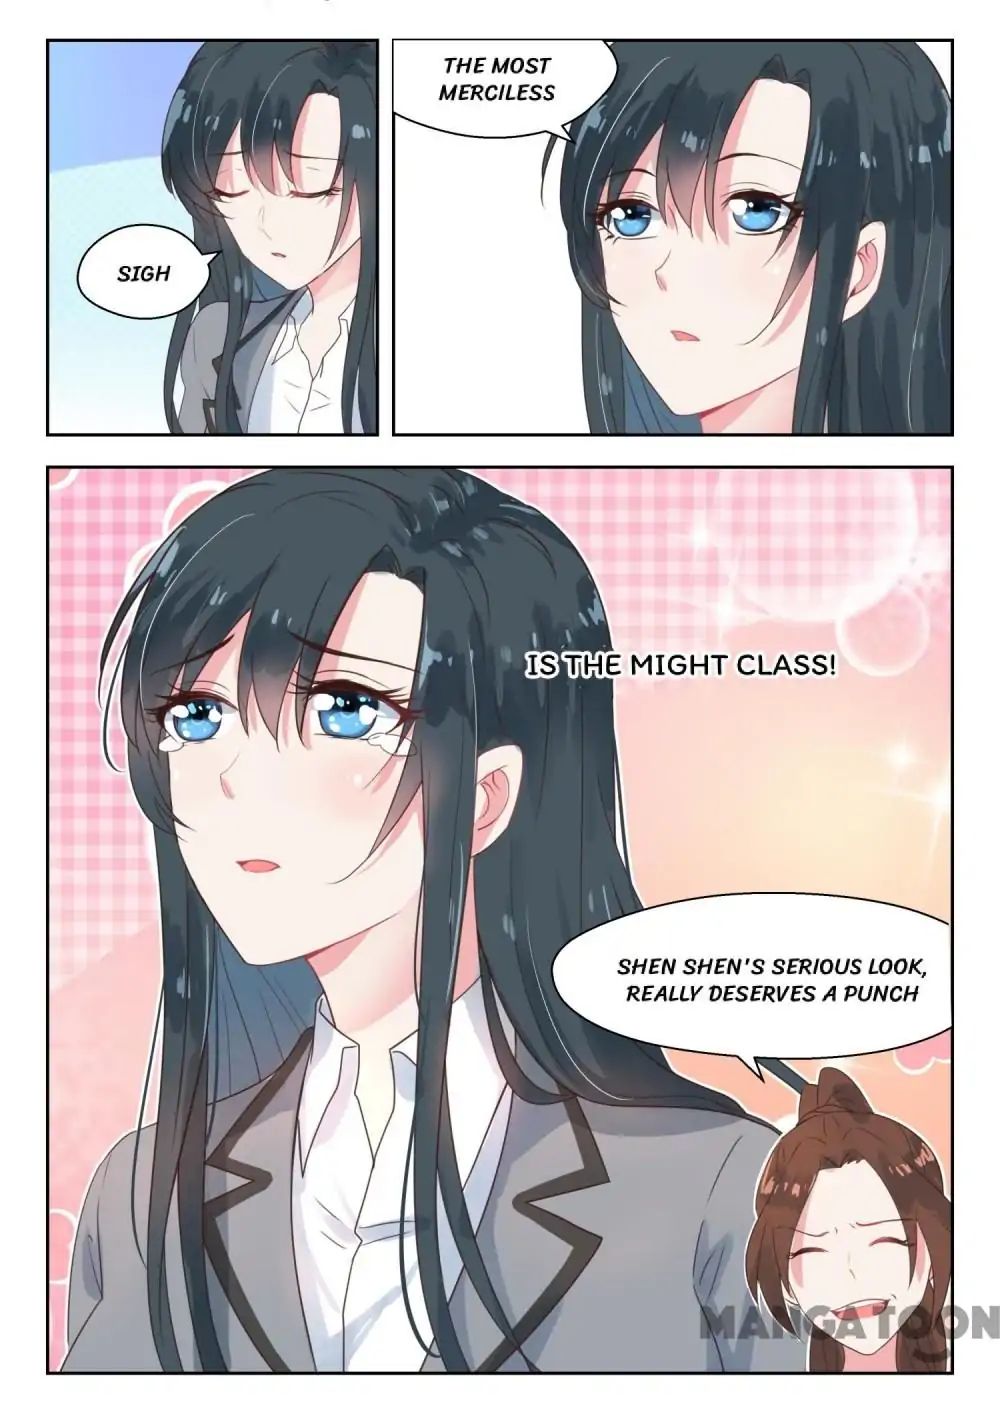 SIGH
THE MOST
MERCILESS
IS THE MIGHT CLASS!
SHEN SHEN'S SERIOUS LOOK,
REALLY DESERVES A PUNCH
MANGATOON